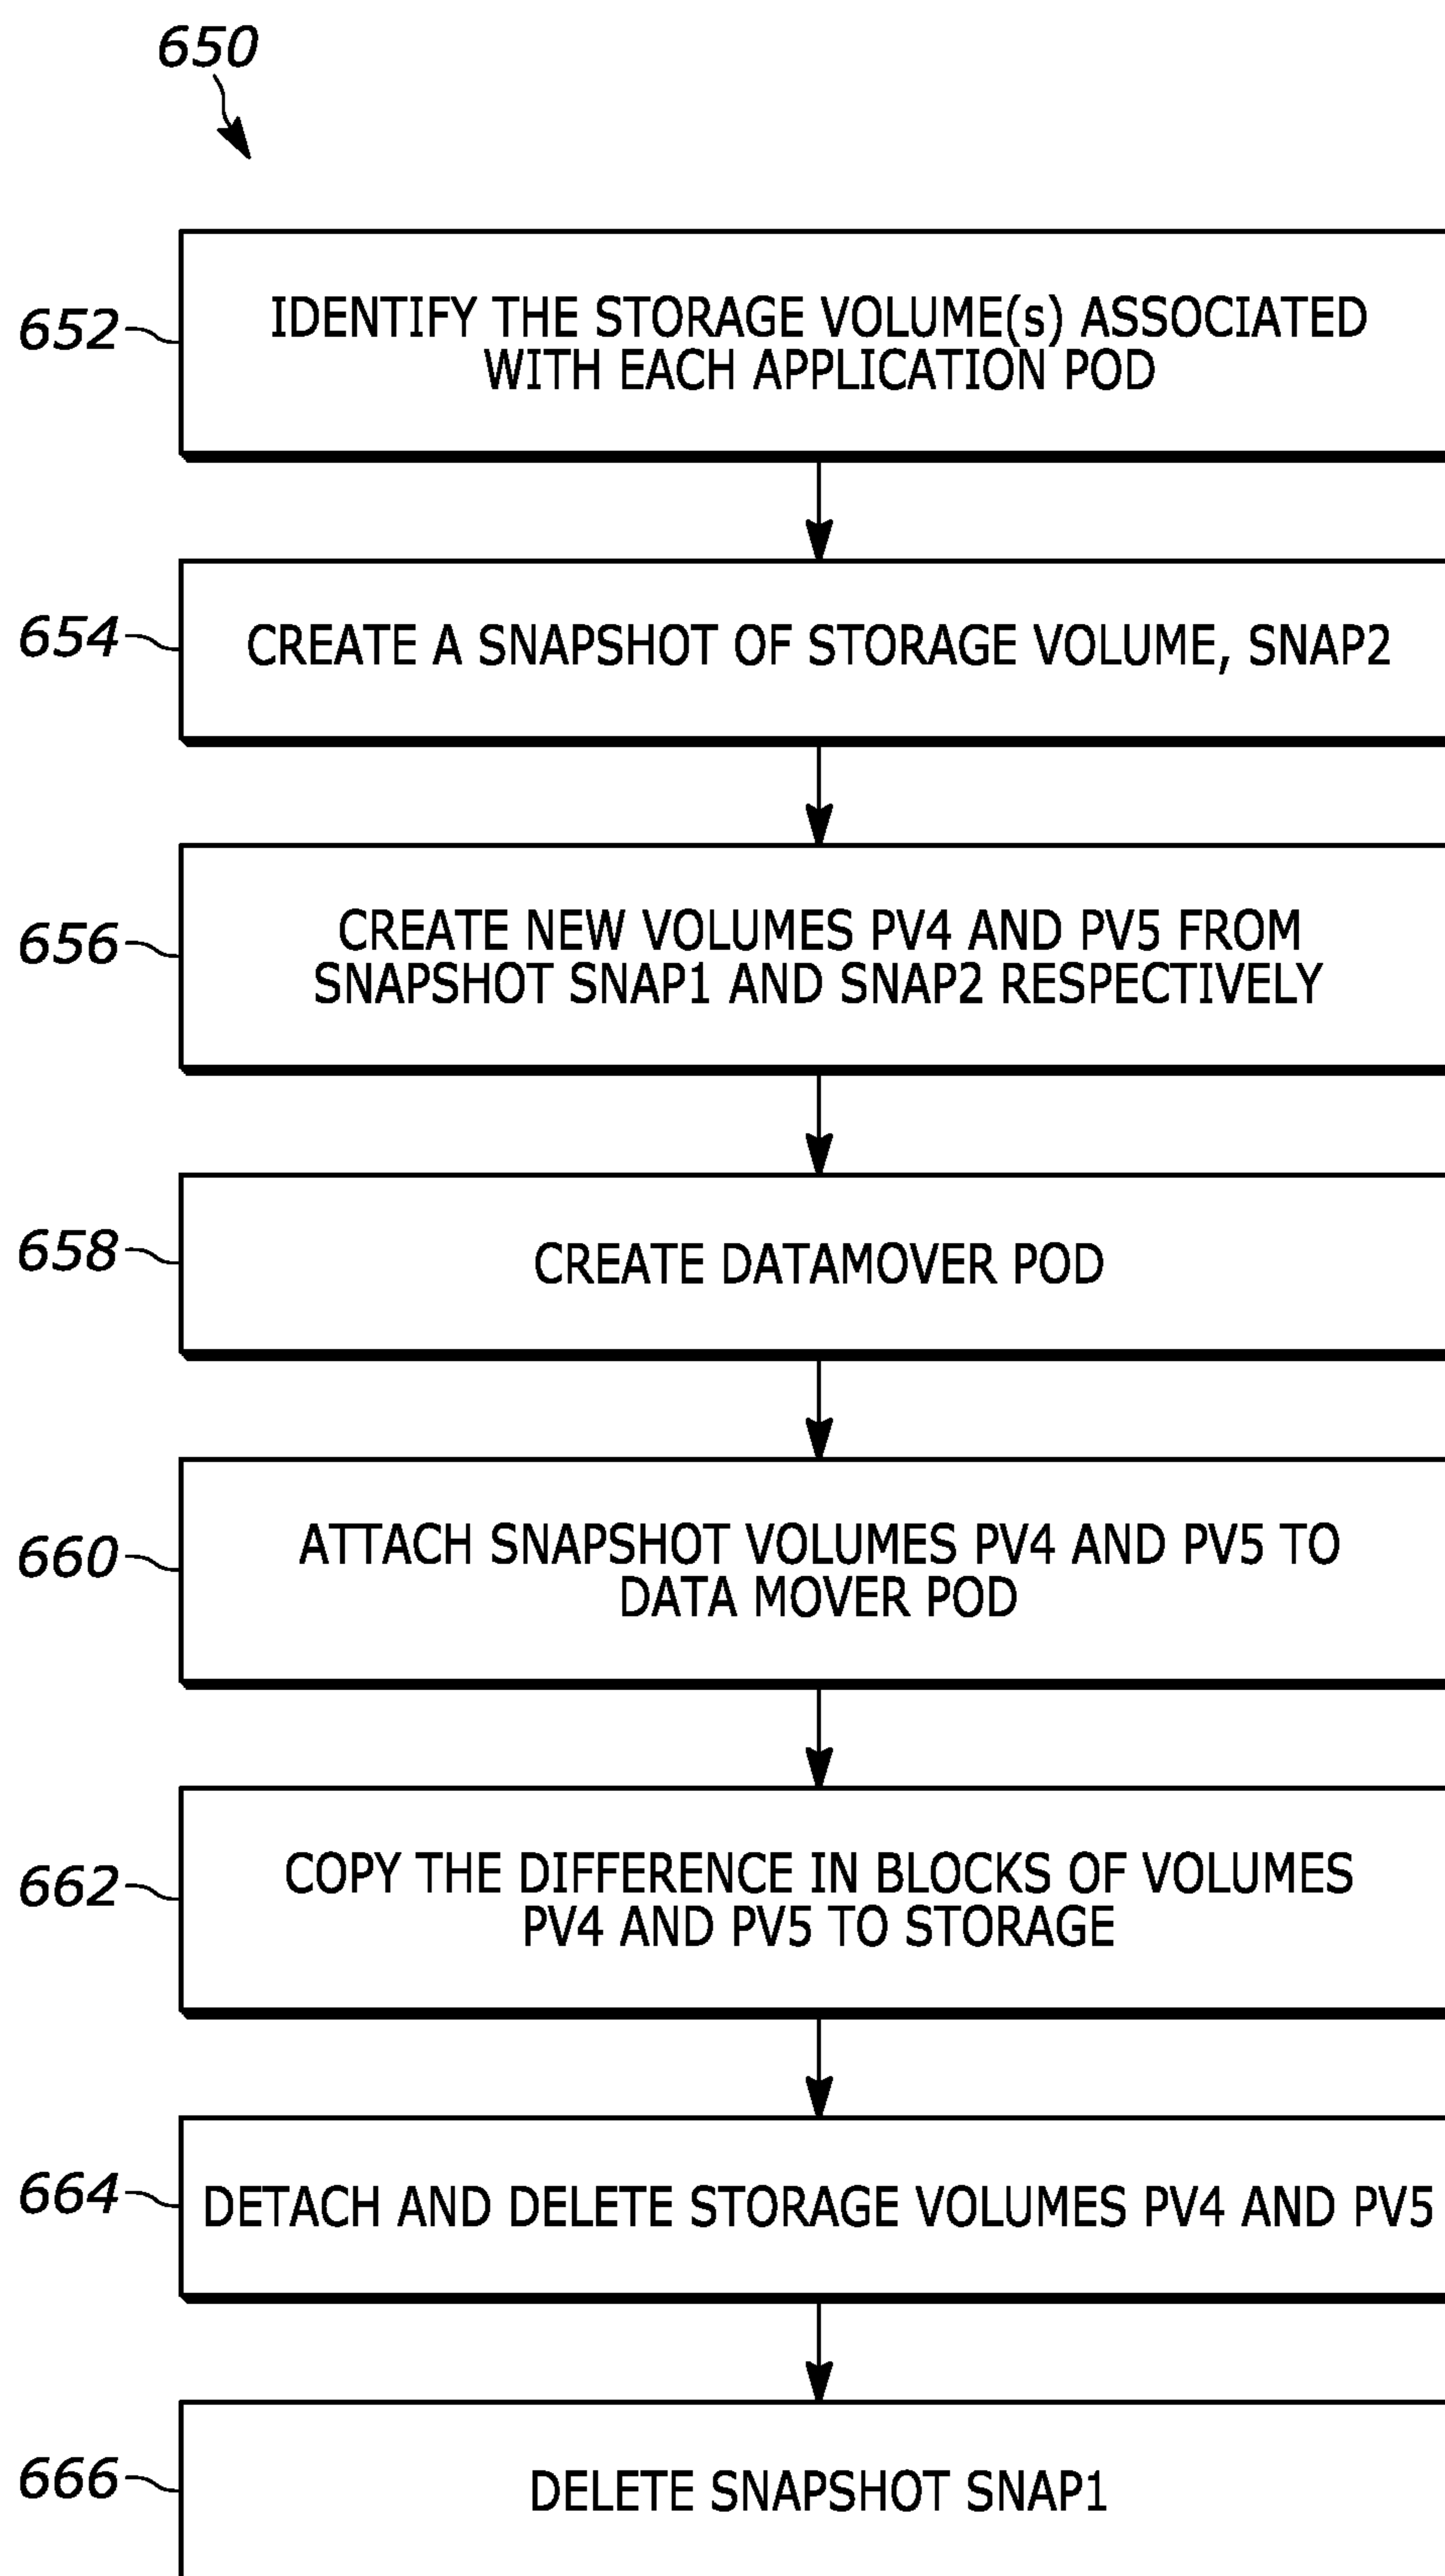 650
652
IDENTIFY THE STORAGE VOLUME(s) ASSOCIATED
WITH EACH APPLICATION POD
654
CREATE A SNAPSHOT OF STORAGE VOLUME, SNAP2
656
CREATE NEW VOLUMES PV4 AND PV5 FROM
SNAPSHOT SNAP1 AND SNAP2 RESPECTIVELY
658
CREATE DATAMOVER POD
660
ATTACH SNAPSHOT VOLUMES PV4 AND PV5 TO
DATA MOVER POD
662
COPY THE DIFFERENCE IN BLOCKS OF VOLUMES
PV4 AND PV5 TO STORAGE
664
DETACH AND DELETE STORAGE VOLUMES PV4 AND PV5
666
DELETE SNAPSHOT SNAP1